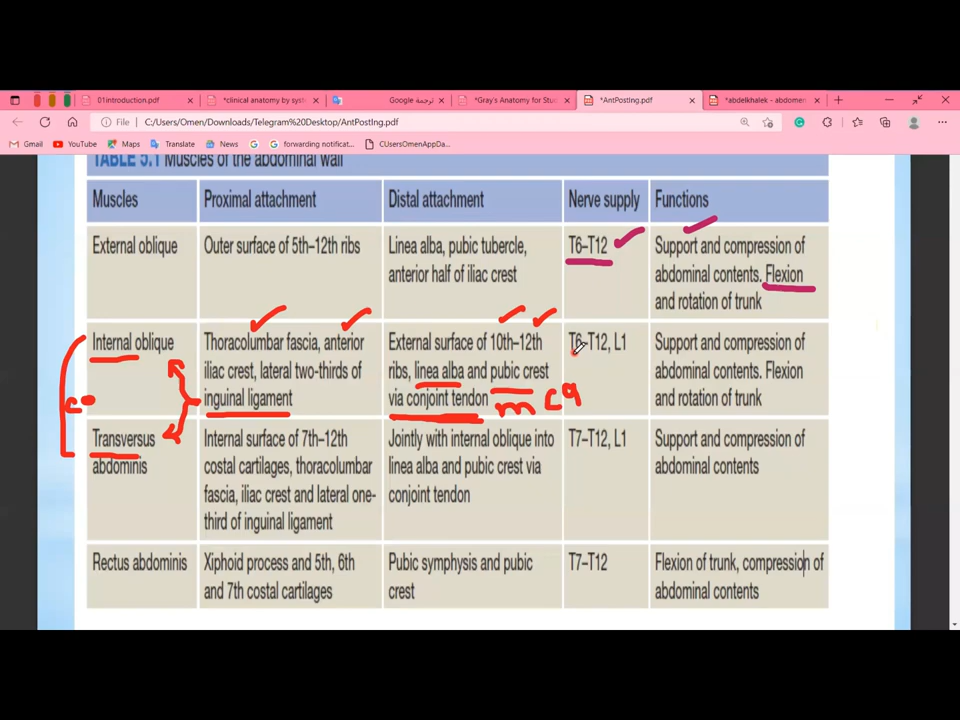 01introduction.pdf
*clinical anatomy by syst
Google ترجمة
*Gray's Anatomy for Stud
*AntPostIng.pdf
*abdelkhalek - abdomen
File
C:/Users/Omen/Downloads/Telegram%20Desktop/AntPostIng.pdf
Gmail
YouTube
Maps
Translate
News
forwarding notificat...
CUsersOmenAppDa...
TABLE 5.1 Muscles of the abdominal wall
Muscles
Proximal attachment
Distal attachment
Nerve supply
Functions
External oblique
Outer surface of 5th–12th ribs
Linea alba, pubic tubercle,
anterior half of iliac crest
T6–T12
Support and compression of
abdominal contents. Flexion
and rotation of trunk
Internal oblique
Thoracolumbar fascia, anterior
iliac crest, lateral two-thirds of
inguinal ligament
External surface of 10th–12th
ribs, linea alba and pubic crest
via conjoint tendon
mcq
T6–T12, L1
Support and compression of
abdominal contents. Flexion
and rotation of trunk
Transversus
abdominis
Internal surface of 7th–12th
costal cartilages, thoracolumbar
fascia, iliac crest and lateral one-
third of inguinal ligament
Jointly with internal oblique into
linea alba and pubic crest via
conjoint tendon
T7–T12, L1
Support and compression of
abdominal contents
Rectus abdominis
Xiphoid process and 5th, 6th
and 7th costal cartilages
Pubic symphysis and pubic
crest
T7–T12
Flexion of trunk, compression of
abdominal contents